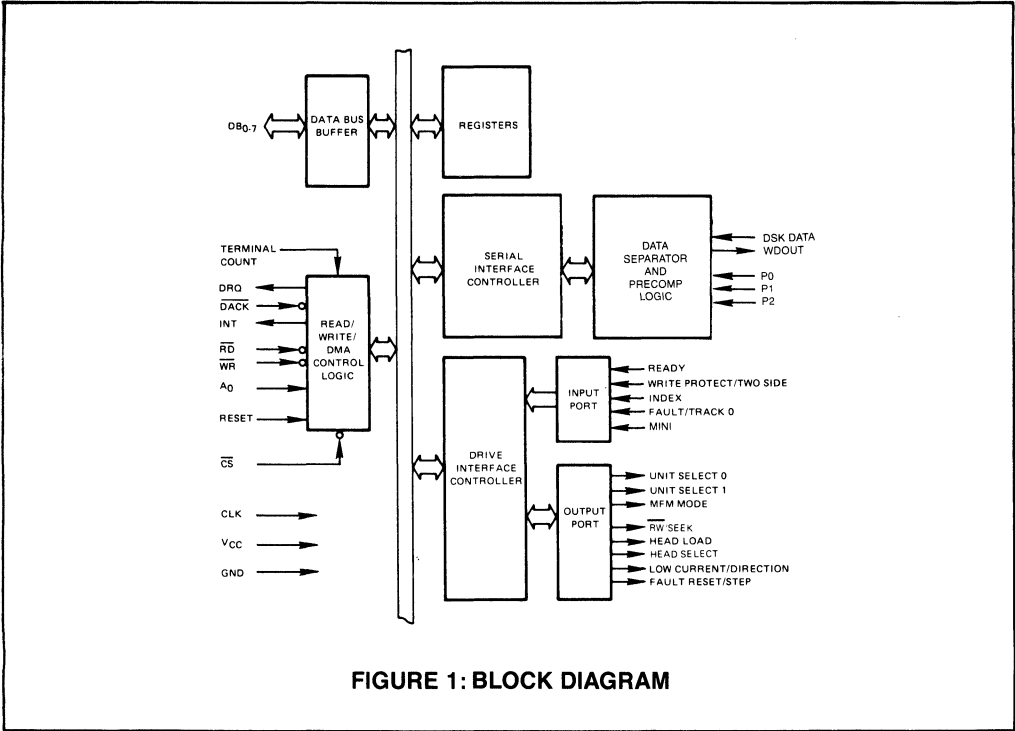 DB0-7
DATA BUS
BUFFER
REGISTERS
TERMINAL
COUNT
DRQ
DACK
INT
RD
WR
A0
RESET
CS
READ/
WRITE/
DMA
CONTROL
LOGIC
CLK
VCC
GND
SERIAL
INTERFACE
CONTROLLER
DATA
SEPARATOR
AND
PRECOMP
LOGIC
DSK DATA
WDOUT
P0
P1
P2
DRIVE
INTERFACE
CONTROLLER
INPUT
PORT
READY
WRITE PROTECT/TWO SIDE
INDEX
FAULT/TRACK 0
MINI
OUTPUT
PORT
UNIT SELECT 0
UNIT SELECT 1
MFM MODE
RW/SEEK
HEAD LOAD
HEAD SELECT
LOW CURRENT/DIRECTION
FAULT RESET/STEP
FIGURE 1: BLOCK DIAGRAM